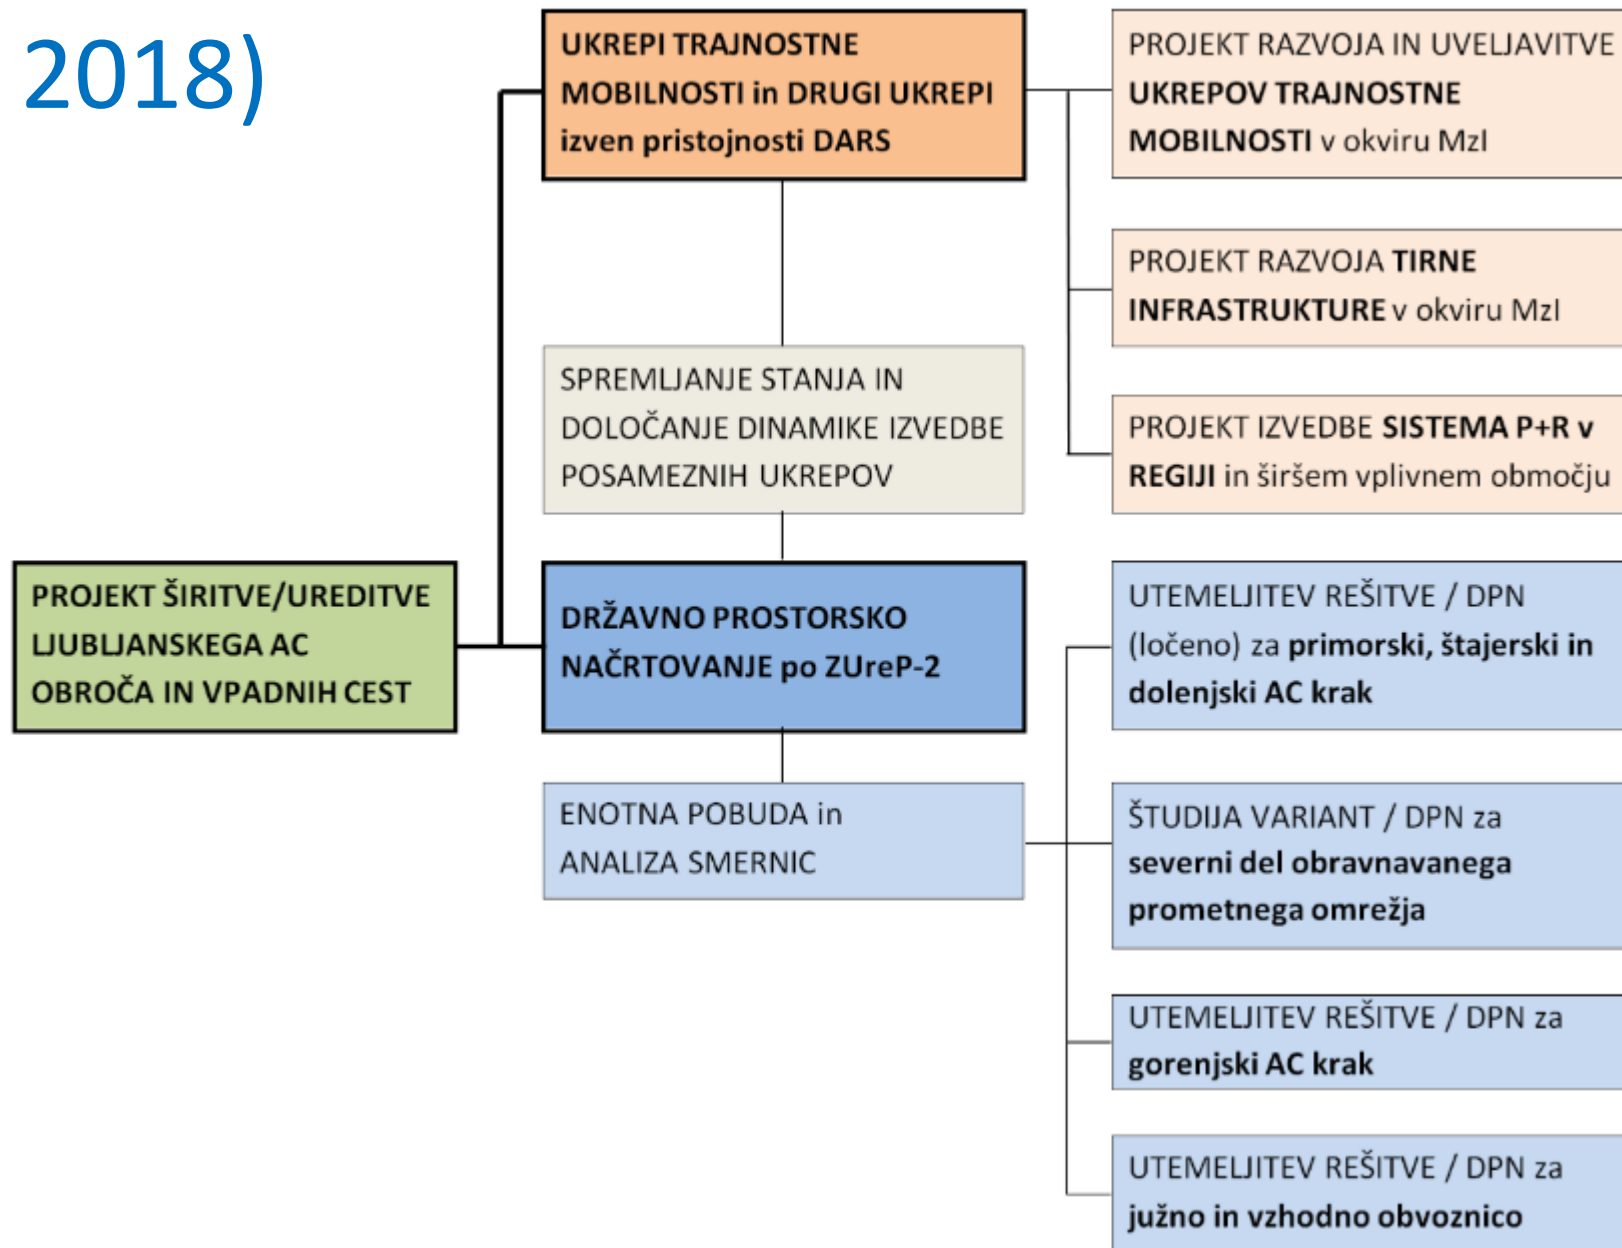 2018)
UKREPI TRAJNOSTNE
MOBILNOSTI in DRUGI UKREPI
izven pristojnosti DARS
PROJEKT RAZVOJA IN UVELJAVITVE
UKREPOV TRAJNOSTNE
MOBILNOSTI v okviru MzI
PROJEKT RAZVOJA TIRNE
INFRASTRUKTURE v okviru MzI
SPREMLJANJE STANJA IN
DOLOČANJE DINAMIKE IZVEDBE
POSAMEZNIH UKREPOV
PROJEKT IZVEDBE SISTEMA P+R v
REGIJI in širšem vplivnem območju
PROJEKT ŠIRITVE/UREDITVE
LJUBLJANSKEGA AC
OBROČA IN VPADNIH CEST
DRŽAVNO PROSTORSKO
NAČRTOVANJE po ZUreP-2
UTEMELJITEV REŠITVE / DPN
(ločeno) za primorski, štajerski in
dolenjski AC krak
ENOTNA POBUDA in
ANALIZA SMERNIC
ŠTUDIJA VARIANT / DPN za
severni del obravnavanega
prometnega omrežja
UTEMELJITEV REŠITVE / DPN za
gorenjski AC krak
UTEMELJITEV REŠITVE / DPN za
južno in vzhodno obvoznico